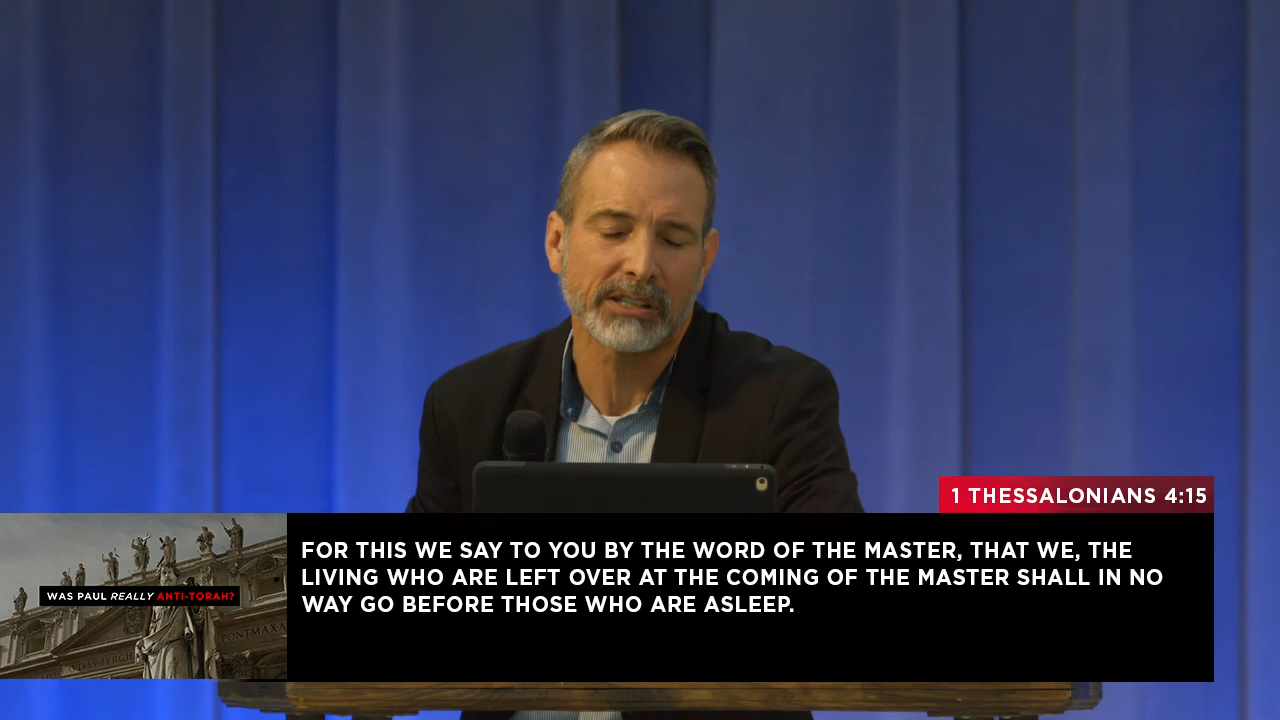 1 THESSALONIANS 4:15
FOR THIS WE SAY TO YOU BY THE WORD OF THE MASTER, THAT WE, THE
LIVING WHO ARE LEFT OVER AT THE COMING OF THE MASTER SHALL IN NO
WAY GO BEFORE THOSE WHO ARE ASLEEP.
WAS PAUL REALLY ANTI-TORAH?
PONTMAXA